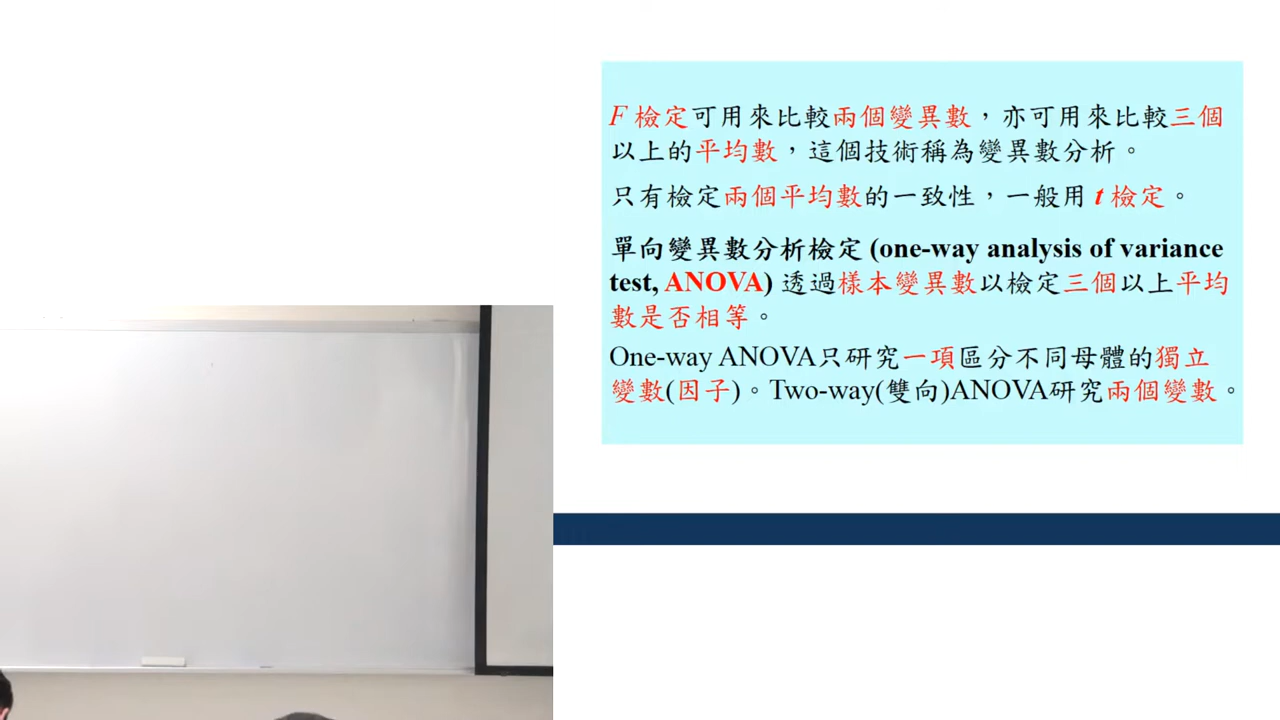 F 檢定可用來比較兩個變異數，亦可用來比較三個
以上的平均數，這個技術稱為變異數分析。
只有檢定兩個平均數的一致性，一般用 t 檢定。
單向變異數分析檢定 (one-way analysis of variance
test, ANOVA) 透過樣本變異數以檢定三個以上平均
數是否相等。
One-way ANOVA只研究一項區分不同母體的獨立
變數(因子)。Two-way(雙向)ANOVA研究兩個變數。